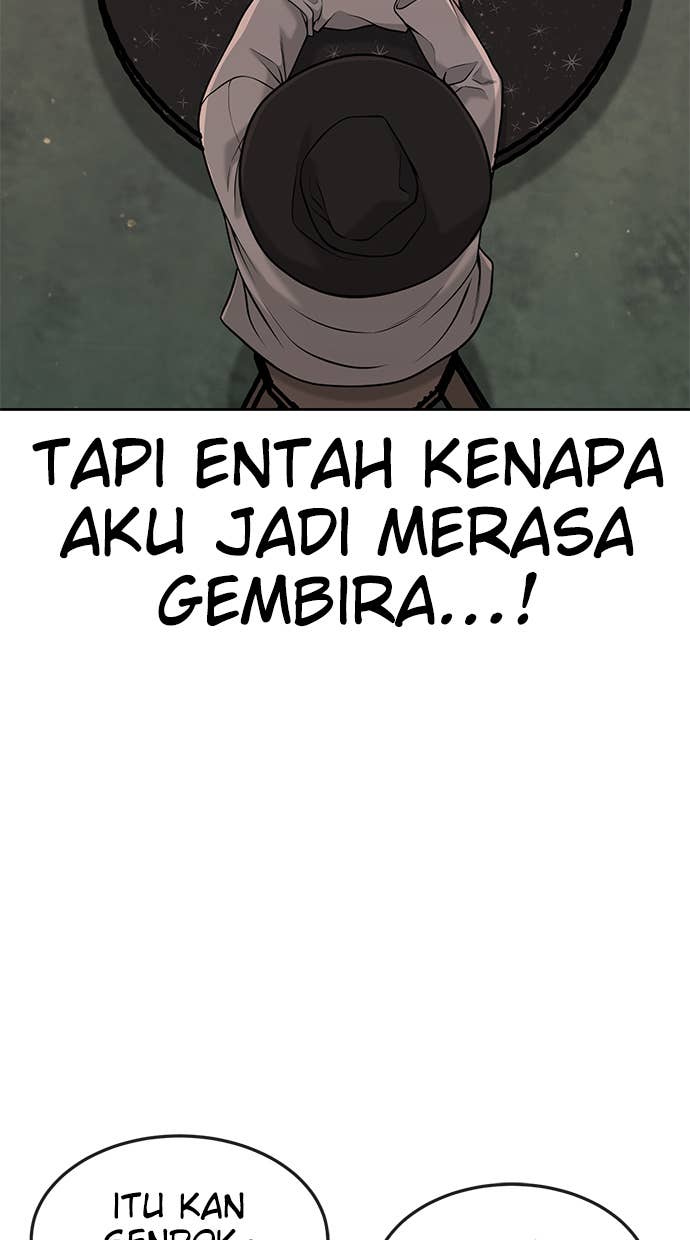 TAPI ENTAH KENAPA
AKU JADI MERASA
GEMBIRA...!
ITU KAN